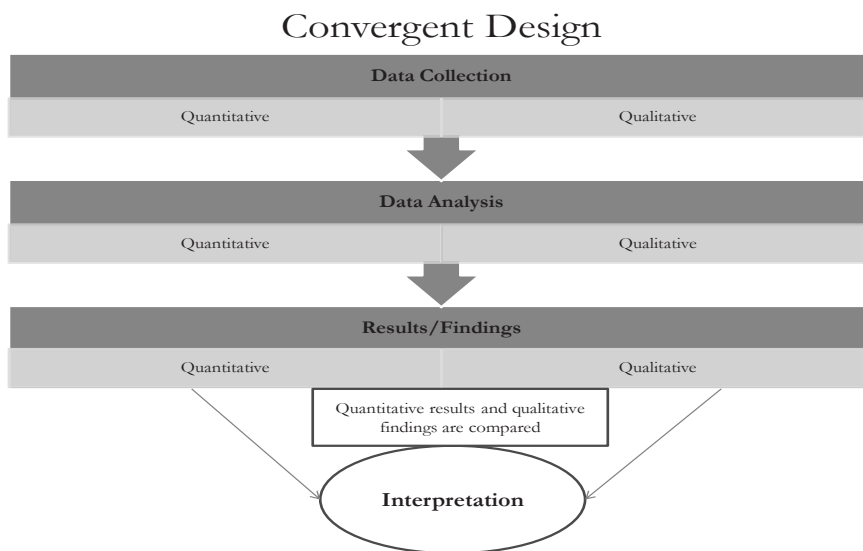 Convergent Design
Data Collection
Quantitative
Qualitative
Data Analysis
Quantitative
Qualitative
Results/Findings
Quantitative
Qualitative
Quantitative results and qualitative
findings are compared
Interpretation